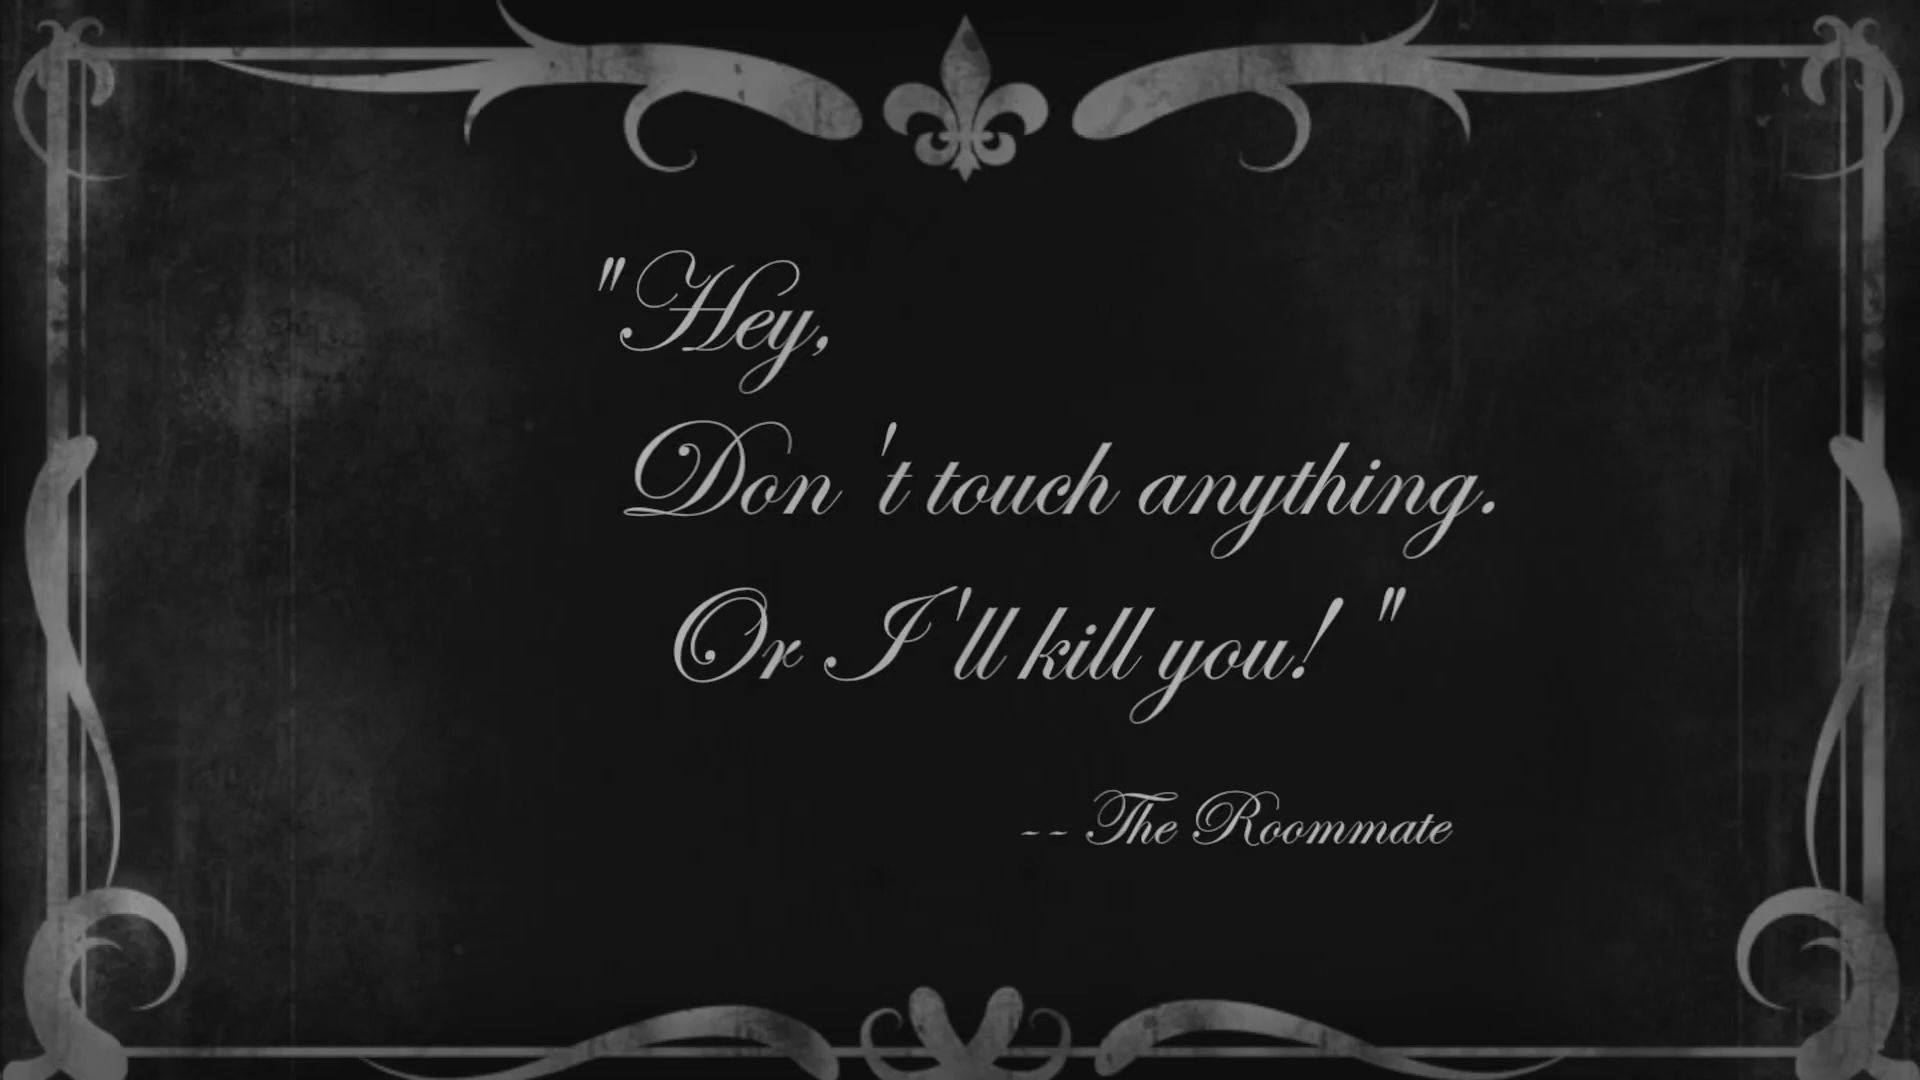 "Hey,
Don't touch anything.
Or I'll kill you! "
-- The Roommate